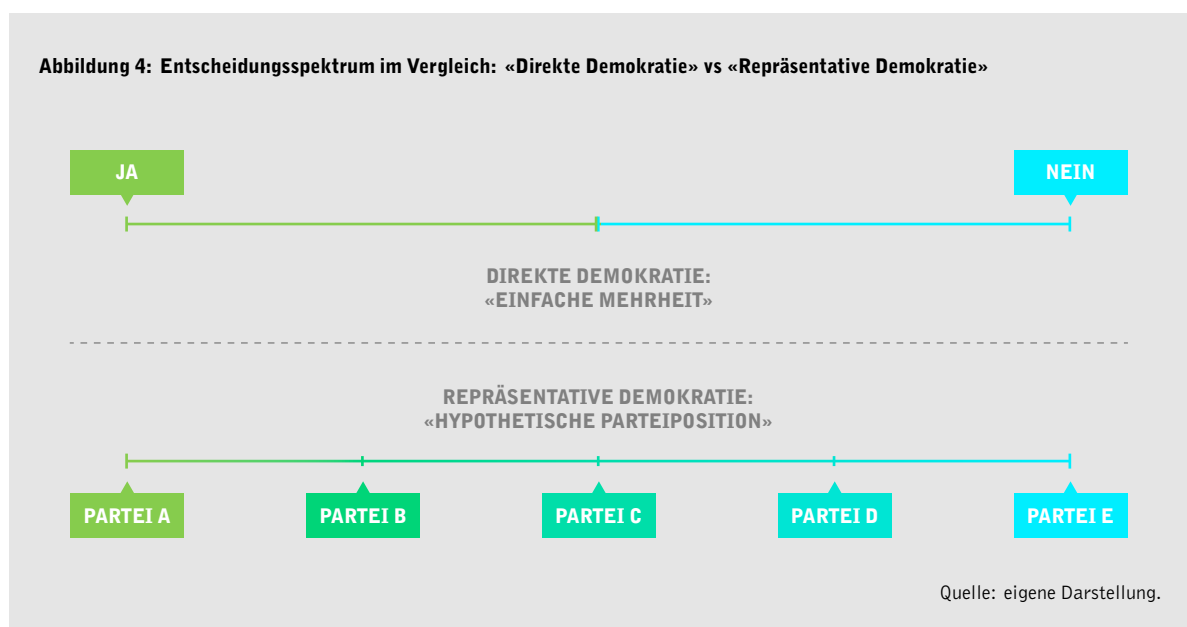 Abbildung 4: Entscheidungsspektrum im Vergleich: «Direkte Demokratie» vs «Repräsentative Demokratie»
JA
NEIN
DIREKTE DEMOKRATIE:
«EINFACHE MEHRHEIT»
REPRÄSENTATIVE DEMOKRATIE:
«HYPOTHETISCHE PARTEIPOSITION»
PARTEI A
PARTEI B
PARTEI C
PARTEI D
PARTEI E
Quelle: eigene Darstellung.